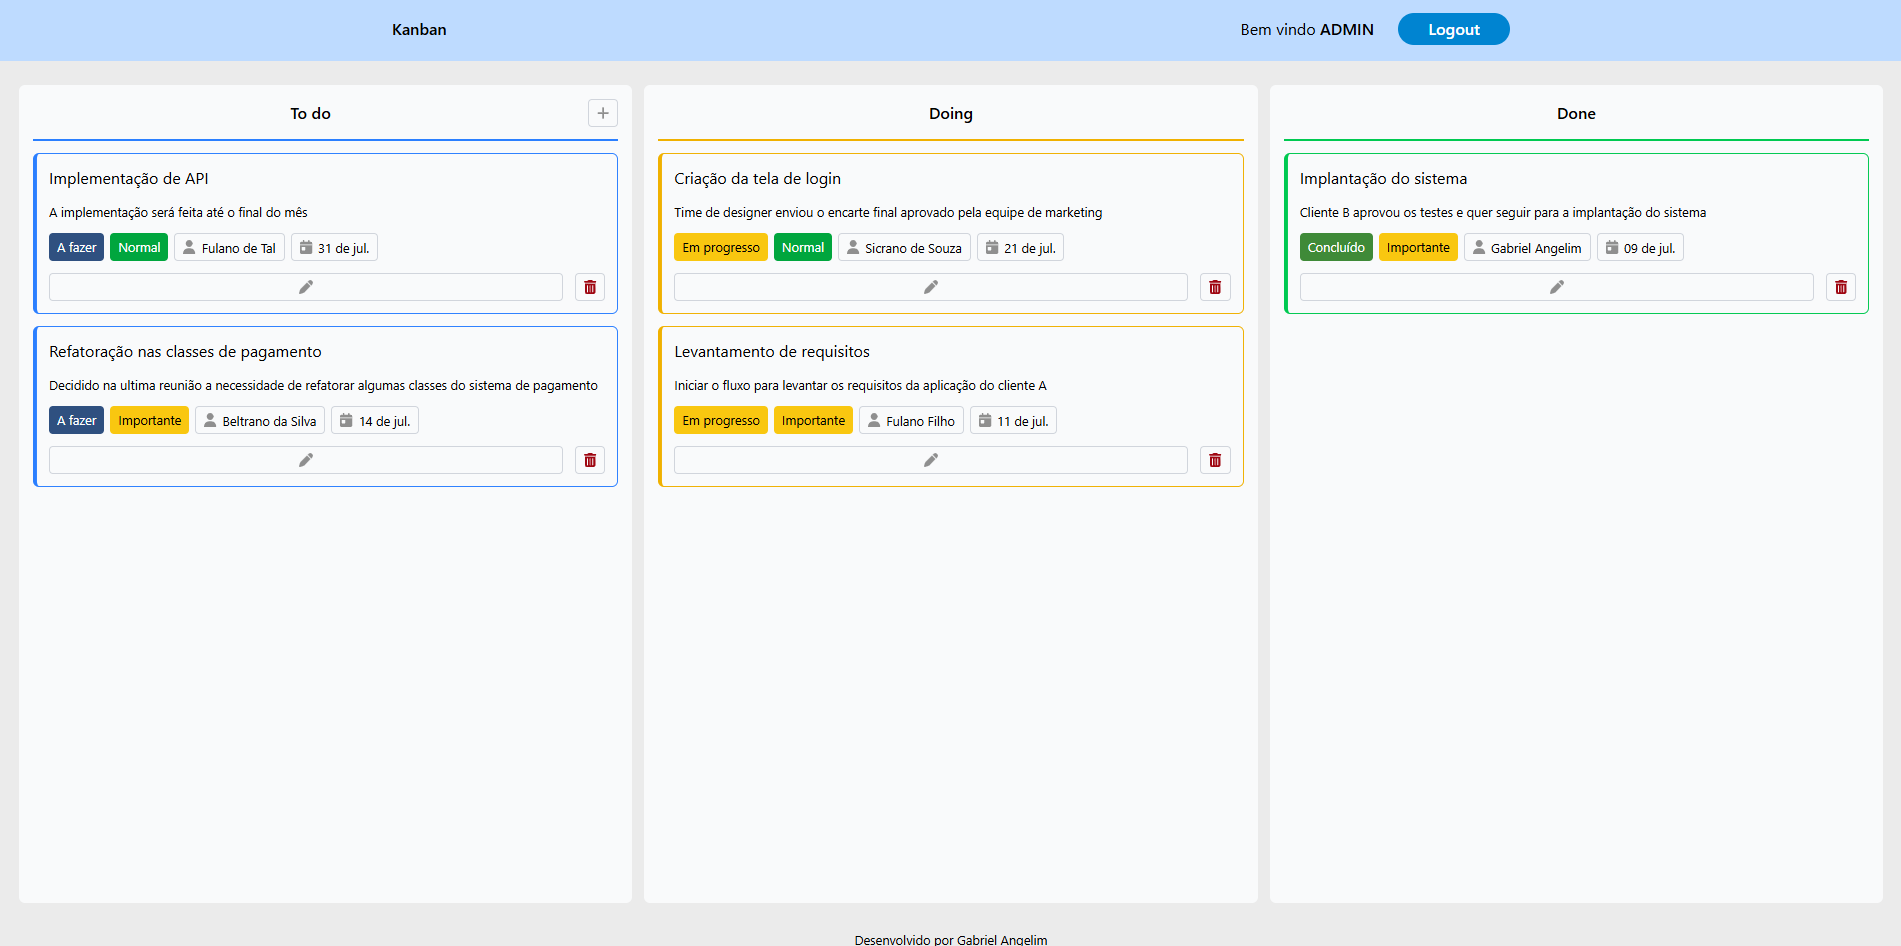 Kanban
Bem vindo ADMIN
Logout
To do
Implementação de API
A implementação será feita até o final do mês
A fazer Normal Fulano de Tal 31 de jul.
Refatoração nas classes de pagamento
Decidido na ultima reunião a necessidade de refatorar algumas classes do sistema de pagamento
A fazer Importante Beltrano da Silva 14 de jul.
Doing
Criação da tela de login
Time de designer enviou o encarte final aprovado pela equipe de marketing
Em progresso Normal Sicrano de Souza 21 de jul.
Levantamento de requisitos
Iniciar o fluxo para levantar os requisitos da aplicação do cliente A
Em progresso Importante Fulano Filho 11 de jul.
Done
Implantação do sistema
Cliente B aprovou os testes e quer seguir para a implantação do sistema
Concluído Importante Gabriel Angelim 09 de jul.
Desenvolvido por Gabriel Angelim